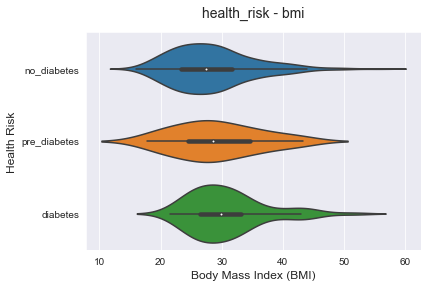 health_risk - bmi
no_diabetes
pre_diabetes
diabetes
Health Risk
10 20 30 40 50 60
Body Mass Index (BMI)